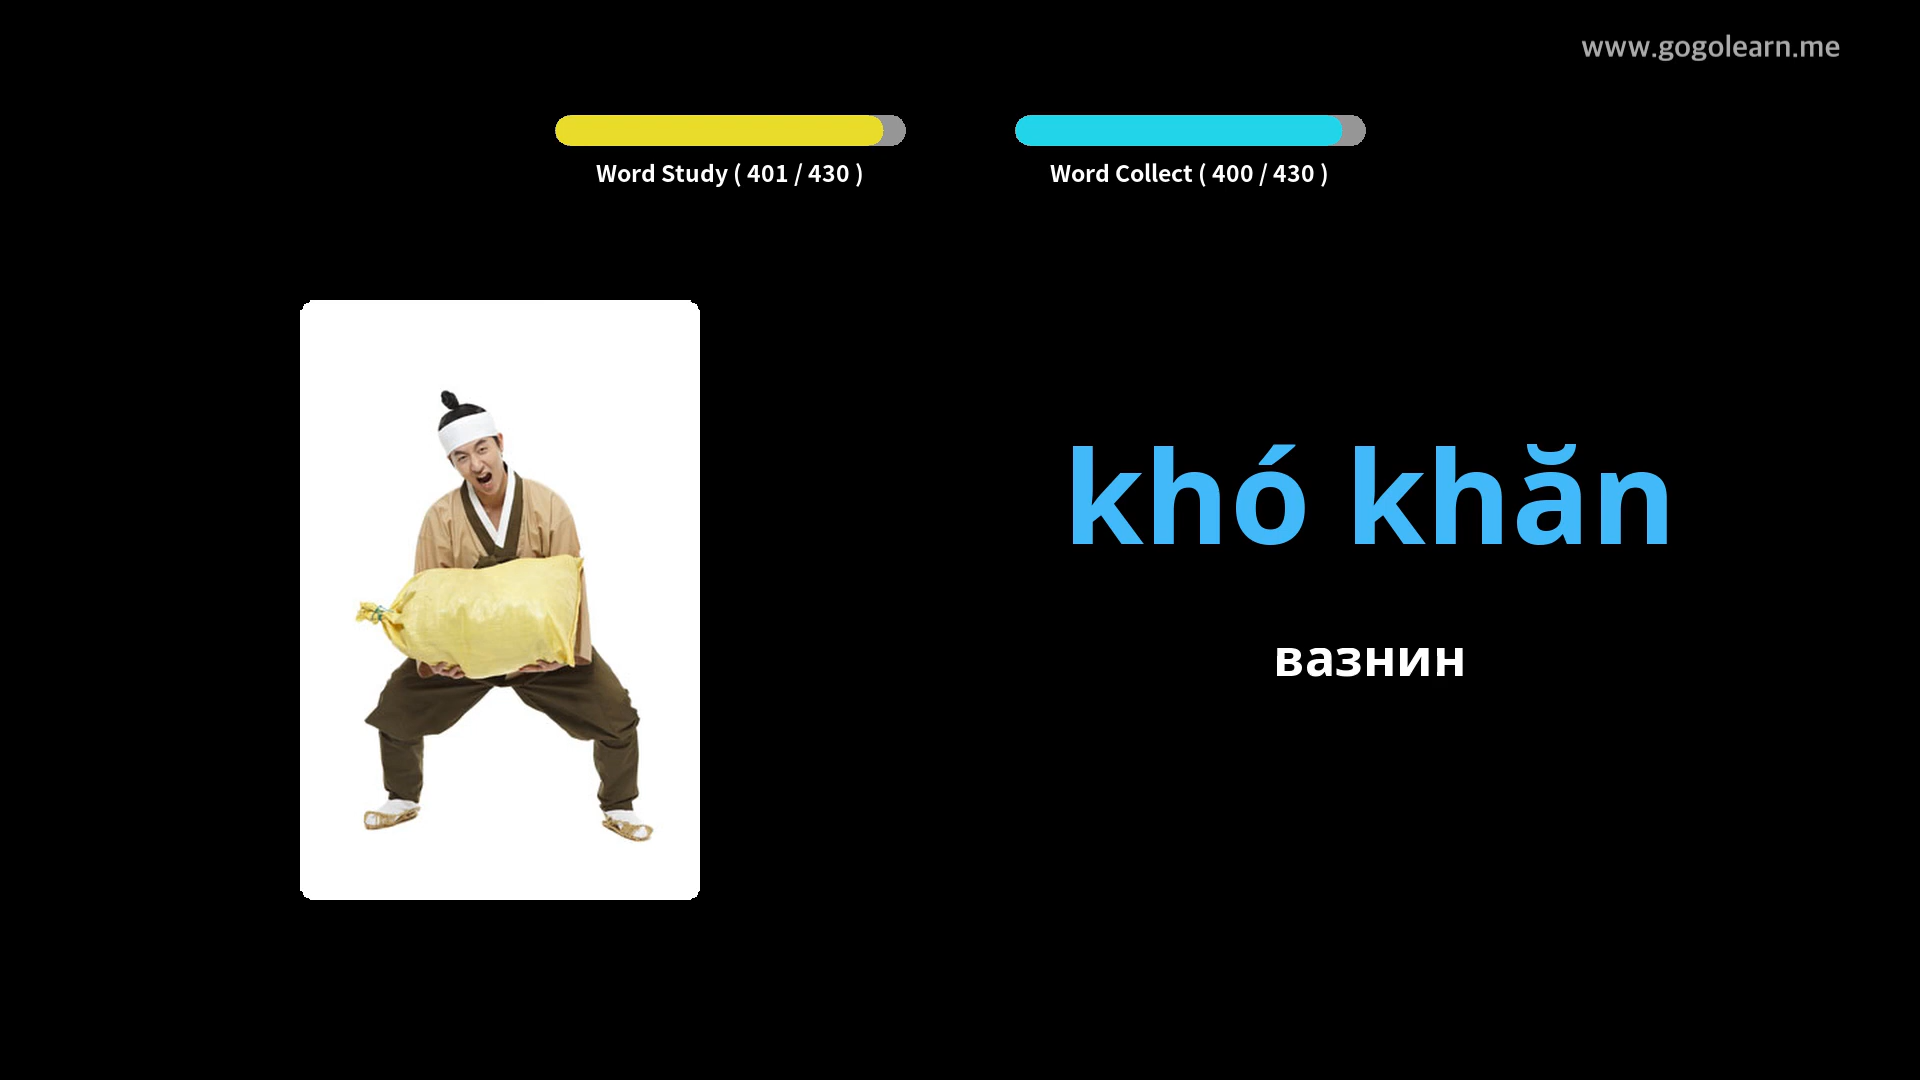 www.gogolearn.me
Word Study ( 401 / 430 )
Word Collect ( 400 / 430 )
khó khăn
вазнин